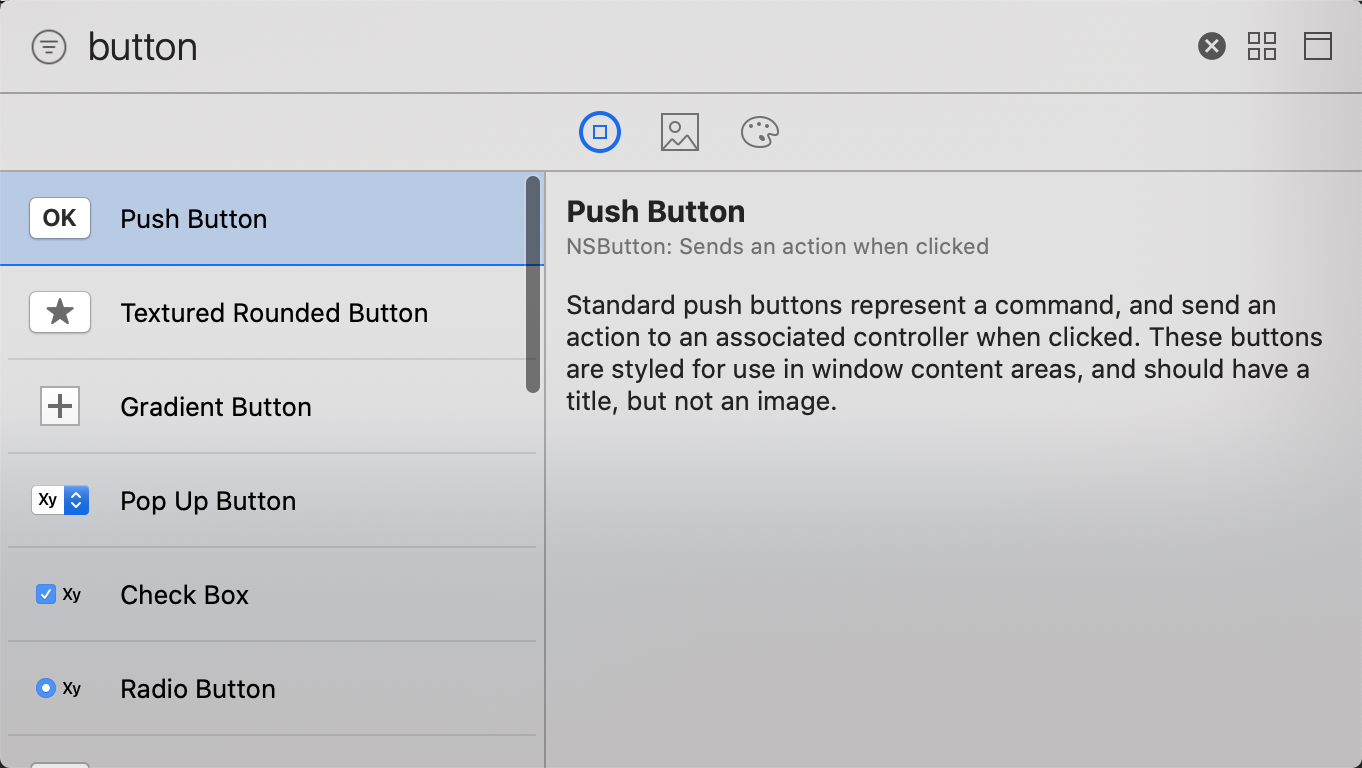 button
OK
Push Button
Textured Rounded Button
Gradient Button
Xy
Pop Up Button
Xy
Check Box
Xy
Radio Button
Push Button
NSButton: Sends an action when clicked
Standard push buttons represent a command, and send an
action to an associated controller when clicked. These buttons
are styled for use in window content areas, and should have a
title, but not an image.